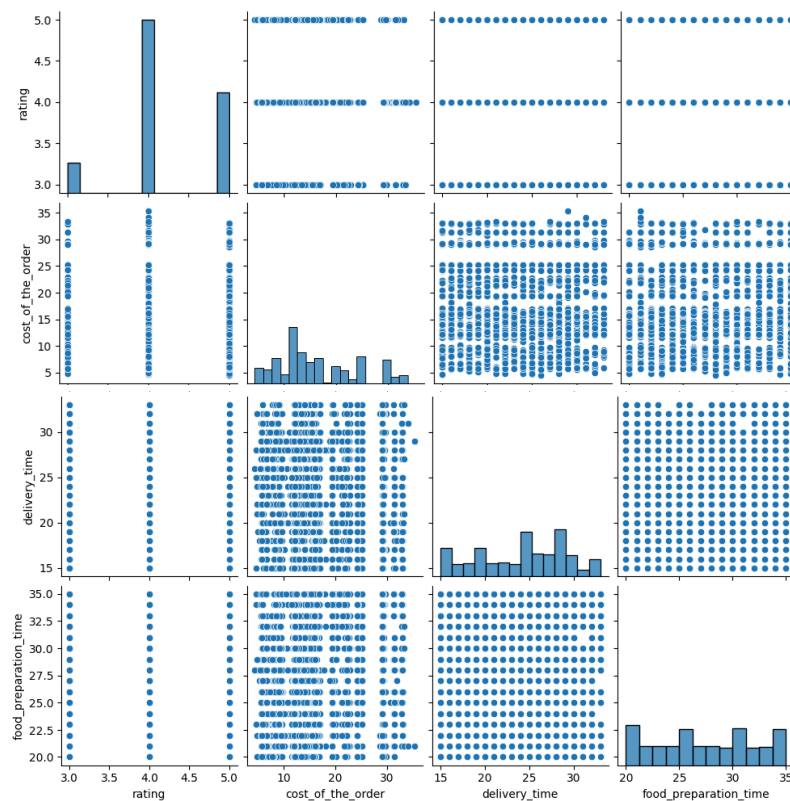 5.0
4.5
4.0
3.5
3.0
rating
35
30
25
20
15
10
5
cost_of_the_order
30
25
20
15
delivery_time
35.0
32.5
30.0
27.5
25.0
22.5
20.0
food_preparation_time
3.0 3.5 4.0 4.5 5.0
rating
10 20 30
cost_of_the_order
15 20 25 30
delivery_time
20 25 30 35
food_preparation_time